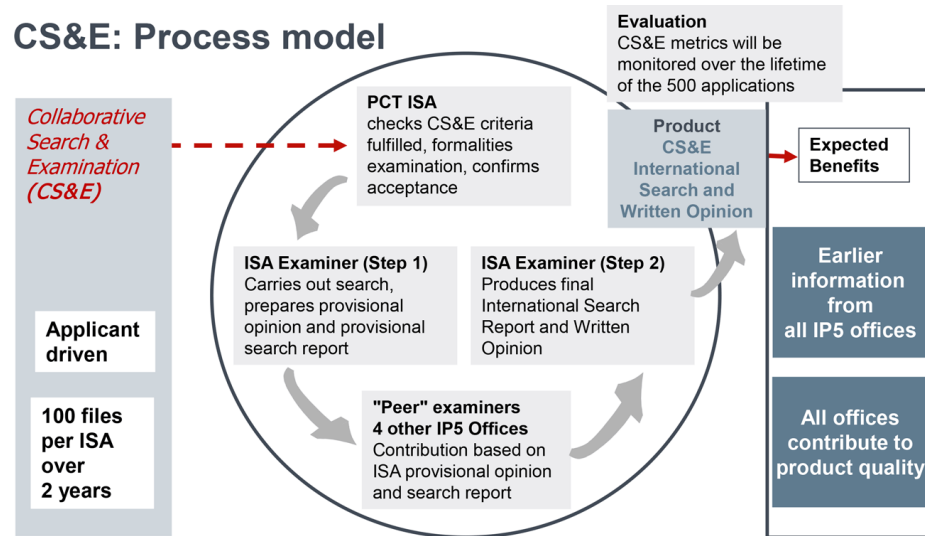 CS&E: Process model
Evaluation
CS&E metrics will be
monitored over the lifetime
of the 500 applications
Collaborative
Search &
Examination
(CS&E)
Applicant
driven
100 files
per ISA
over
2 years
PCT ISA
checks CS&E criteria
fulfilled, formalities
examination, confirms
acceptance
ISA Examiner (Step 1)
Carries out search,
prepares provisional
opinion and provisional
search report
"Peer" examiners
4 other IP5 Offices
Contribution based on
ISA provisional opinion
and search report
ISA Examiner (Step 2)
Produces final
International Search
Report and Written
Opinion
Product
CS&E
International
Search and
Written Opinion
Expected
Benefits
Earlier
information
from
all IP5 offices
All offices
contribute to
product quality